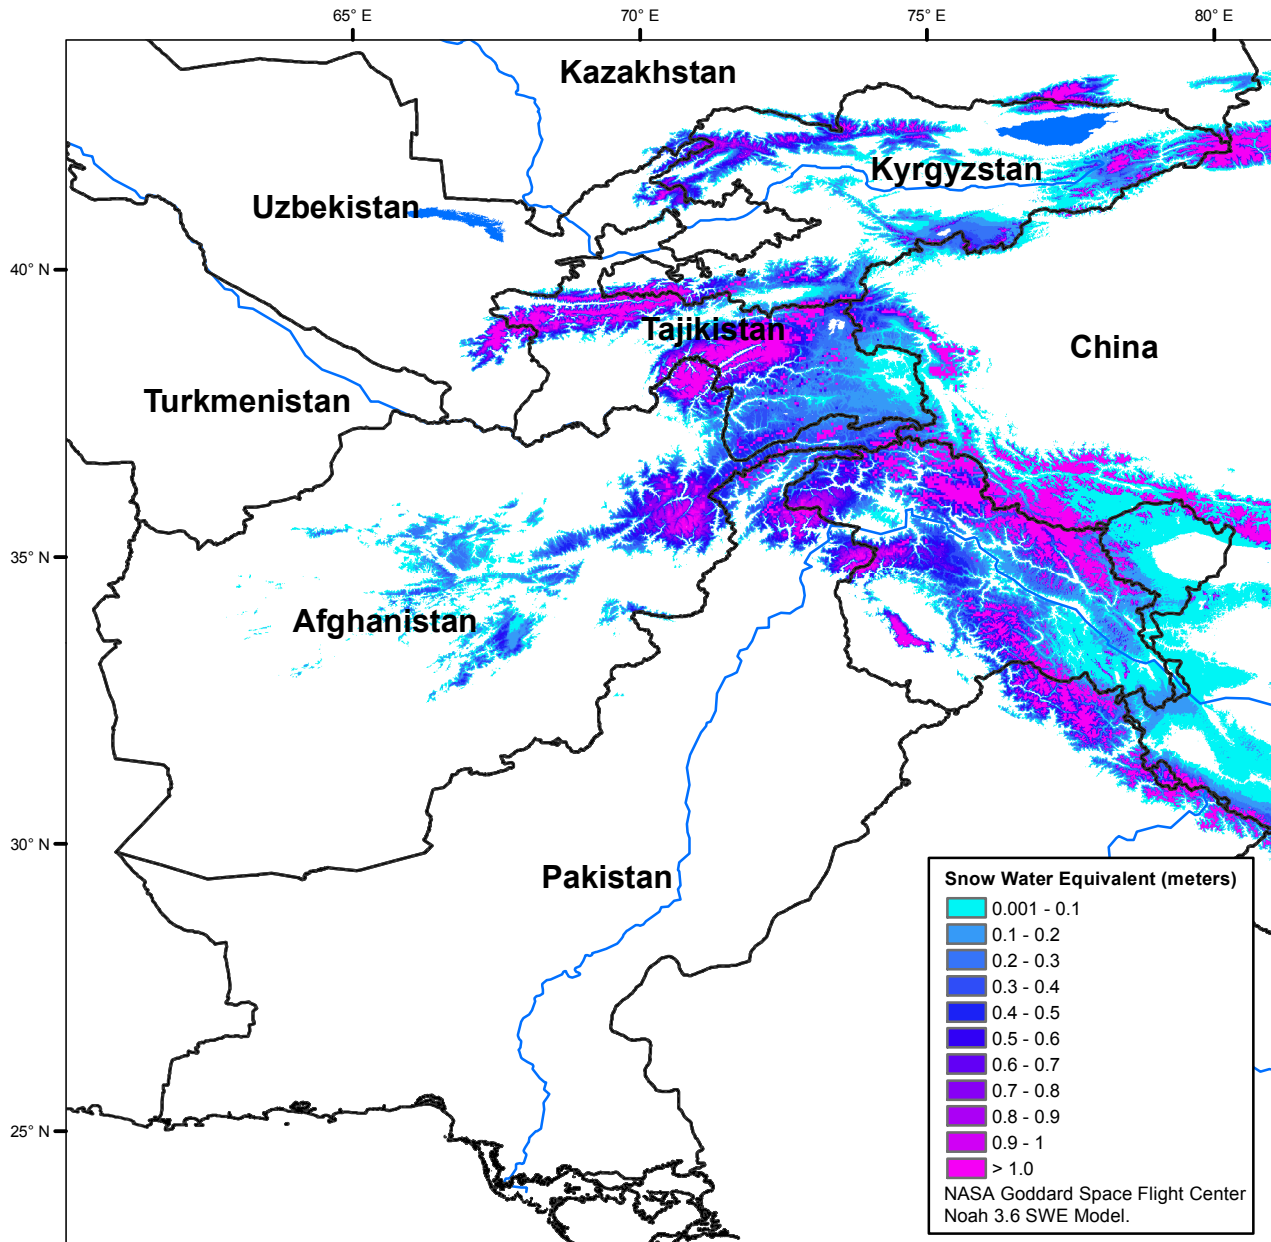 65° E
70° E
75° E
80° E
Kazakhstan
Kyrgyzstan
Uzbekistan
40° N
Tajikistan
China
Turkmenistan
35° N
Afghanistan
30° N
Pakistan
25° N
Snow Water Equivalent (meters)
0.001 - 0.1
0.1 - 0.2
0.2 - 0.3
0.3 - 0.4
0.4 - 0.5
0.5 - 0.6
0.6 - 0.7
0.7 - 0.8
0.8 - 0.9
0.9 - 1
> 1.0
NASA Goddard Space Flight Center
Noah 3.6 SWE Model.